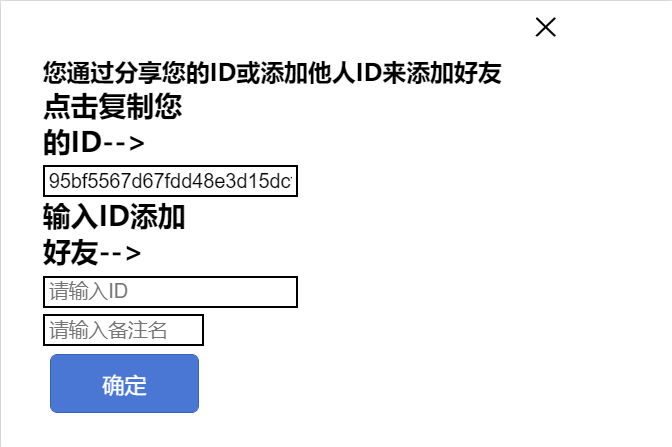 您通过分享您的ID或添加他人ID来添加好友
点击复制您
的ID-->
95bf5567d67fdd48e3d15dc
输入ID添加
好友-->
请输入ID
请输入备注名
确定